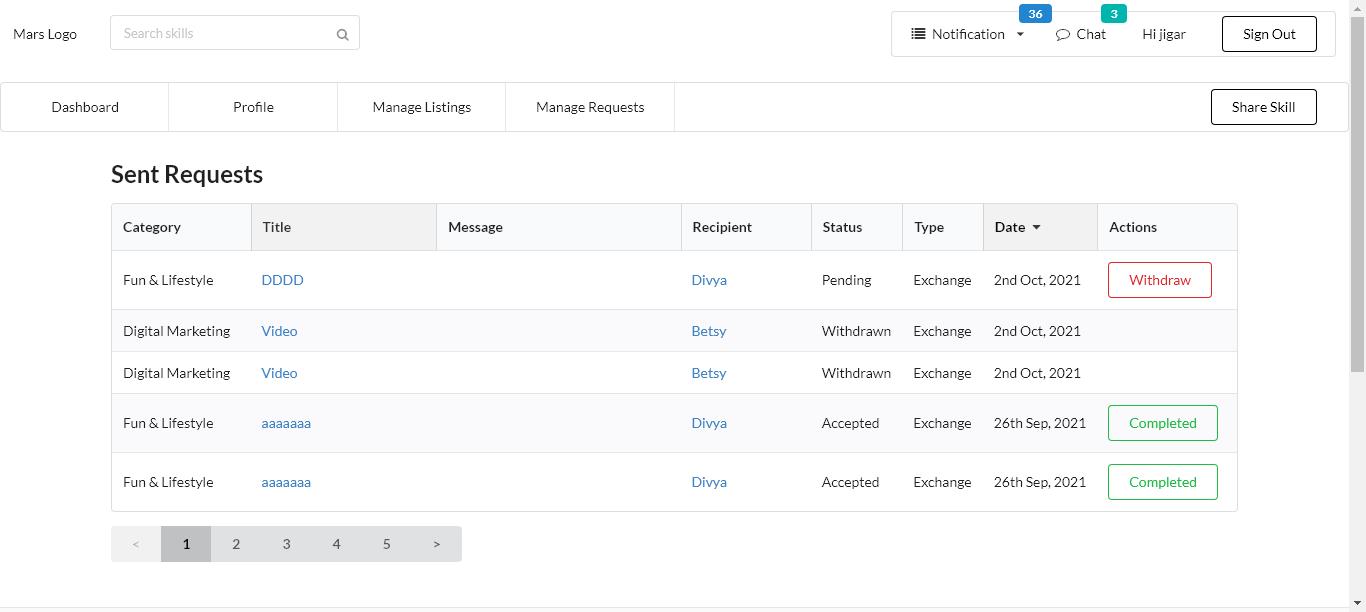 36 3
Mars Logo Search skills Notification Chat Hi jigar Sign Out
Dashboard Profile Manage Listings Manage Requests Share Skill
Sent Requests
Category Title Message Recipient Status Type Date Actions
Fun & Lifestyle DDDD Divya Pending Exchange 2nd Oct, 2021 Withdraw
Digital Marketing Video Betsy Withdrawn Exchange 2nd Oct, 2021
Digital Marketing Video Betsy Withdrawn Exchange 2nd Oct, 2021
Fun & Lifestyle aaaaaaa Divya Accepted Exchange 26th Sep, 2021 Completed
Fun & Lifestyle aaaaaaa Divya Accepted Exchange 26th Sep, 2021 Completed
< 1 2 3 4 5 >